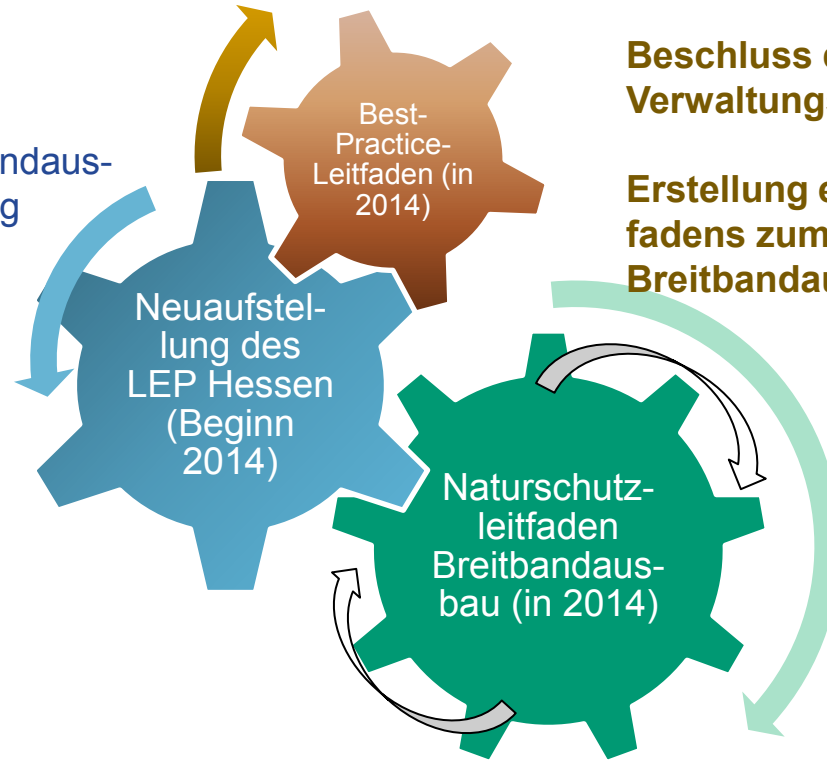 Beschluss
Verwaltung
Best-
Practice-
Leitfaden (in
2014)
ndaus-
g
Erstellung
fadens zum
Breitbandau
Neuaufstel-
lung des
LEP Hessen
(Beginn
2014)
Naturschutz-
leitfaden
Breitbandaus-
bau (in 2014)